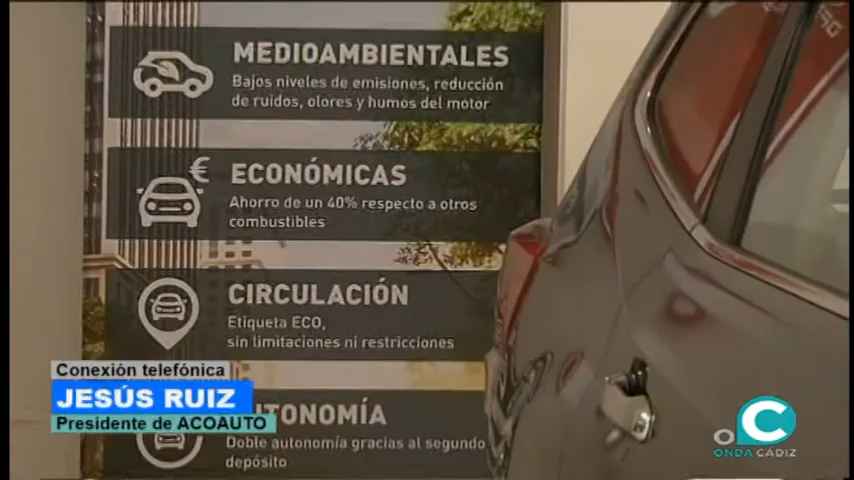 MEDIOAMBIENTALES
Bajos niveles de emisiones, reducción
de ruidos, olores y humos del motor
€
ECONÓMICAS
Ahorro de un 40% respecto a otros
combustibles
CIRCULACIÓN
Etiqueta ECO,
sin limitaciones ni restricciones
Conexión telefónica
JESÚS RUIZ
Presidente de ACOAUTO
UTONOMÍA
Doble autonomía gracias al segundo
depósito
O C
ONDA CÁDIZ